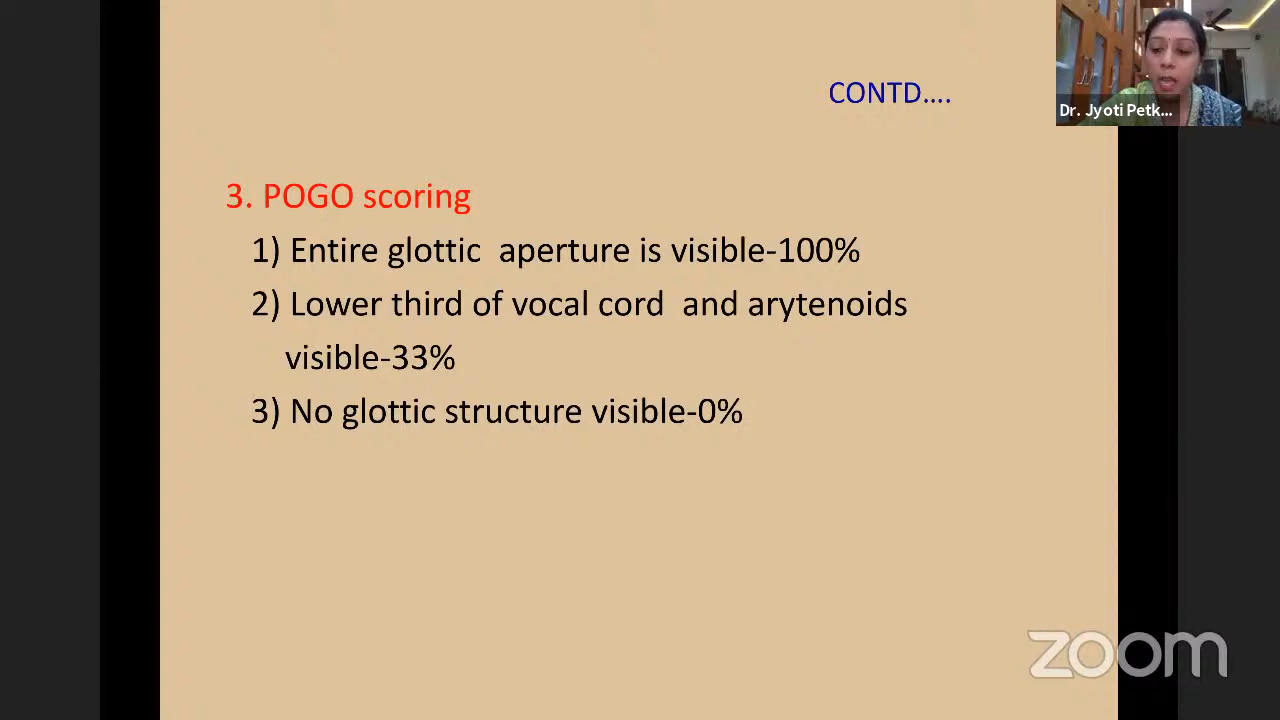 CONTD....
Dr. Jyoti Petk...
3. POGO scoring
1) Entire glottic aperture is visible-100%
2) Lower third of vocal cord and arytenoids
visible-33%
3) No glottic structure visible-0%
zoom